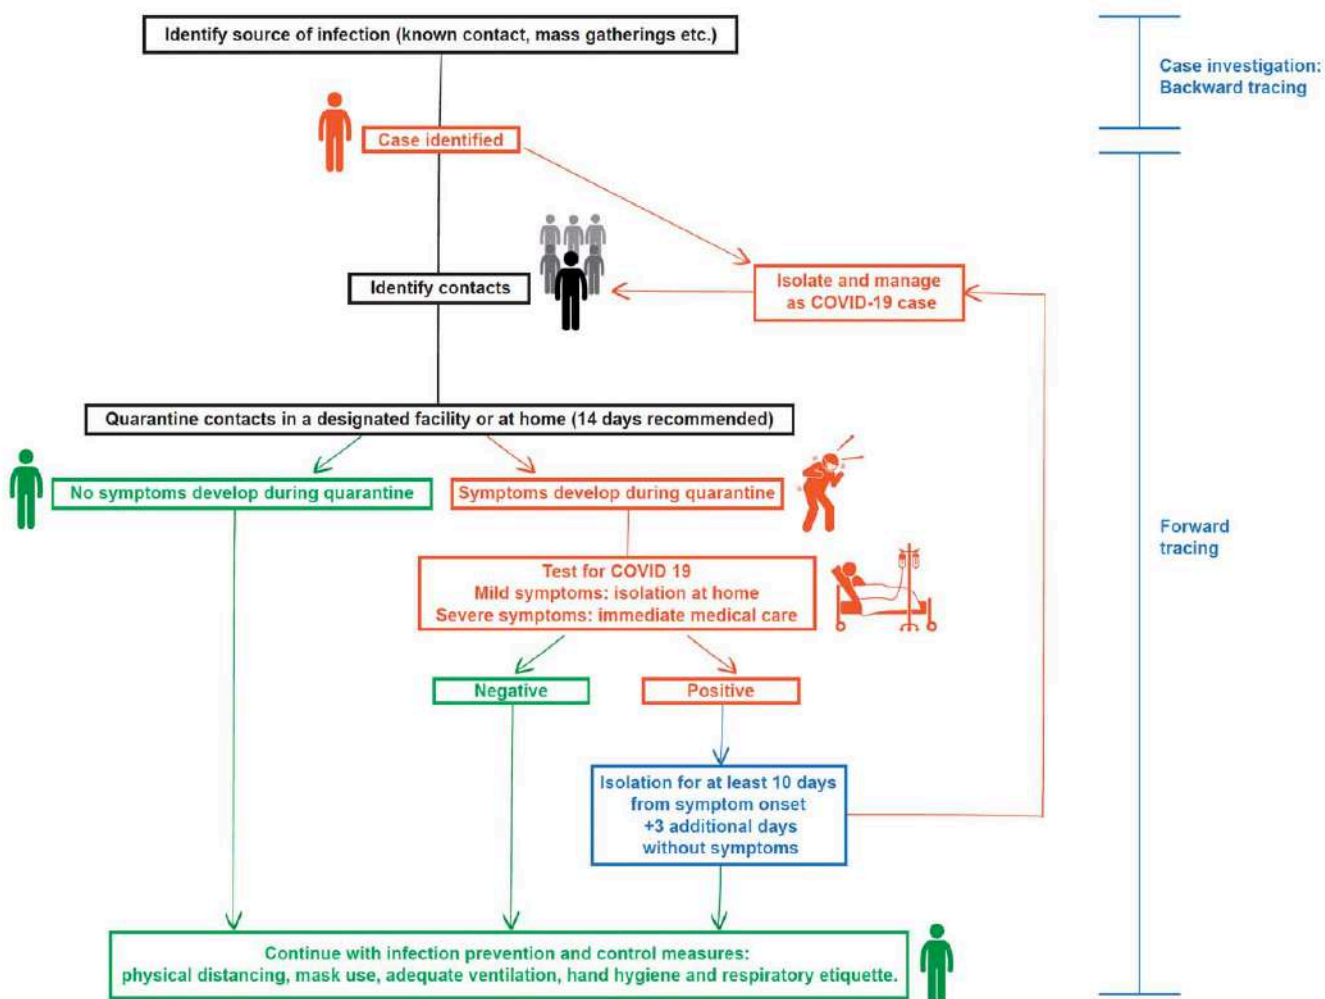 Identify source of infection (known contact, mass gatherings etc.)
Case investigation:
Backward tracing
Case identified
Isolate and manage
as COVID-19 case
Identify contacts
Quarantine contacts in a designated facility or at home (14 days recommended)
No symptoms develop during quarantine
Symptoms develop during quarantine
Forward
tracing
Test for COVID 19
Mild symptoms: isolation at home
Severe symptoms: immediate medical care
Negative
Positive
Isolation for at least 10 days
from symptom onset
+3 additional days
without symptoms
Continue with infection prevention and control measures:
physical distancing, mask use, adequate ventilation, hand hygiene and respiratory etiquette.